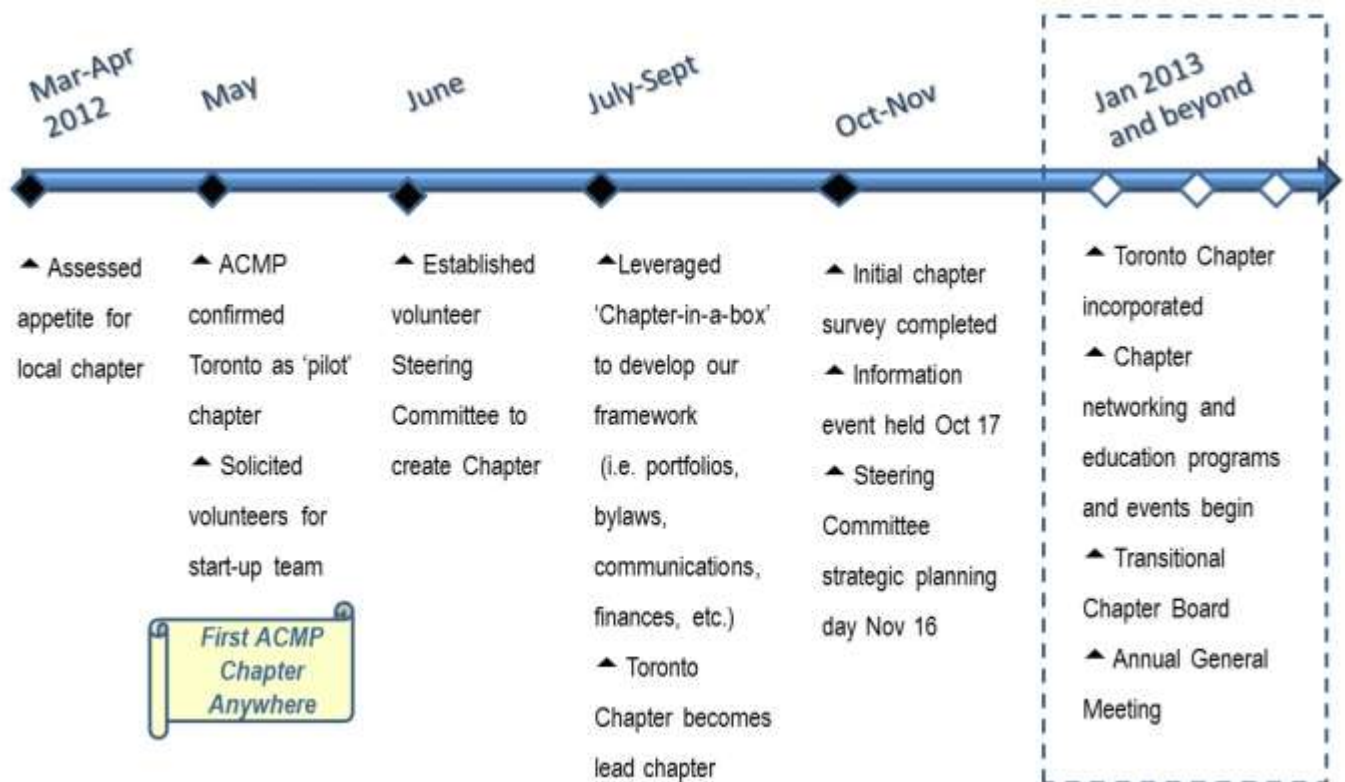 Mar-Apr
2012
May
June
July-Sept
Oct-Nov
Jan 2013
and beyond
Assessed
appetite for
local chapter
ACMP
confirmed
Toronto as ‘pilot’
chapter
Solicited
volunteers for
start-up team
First ACMP
Chapter
Anywhere
Established
volunteer
Steering
Committee to
create Chapter
Leveraged
‘Chapter-in-a-box’
to develop our
framework
(i.e. portfolios,
bylaws,
communications,
finances, etc.)
Toronto
Chapter becomes
lead chapter
Initial chapter
survey completed
Information
event held Oct 17
Steering
Committee
strategic planning
day Nov 16
Toronto Chapter
incorporated
Chapter
networking and
education programs
and events begin
Transitional
Chapter Board
Annual General
Meeting